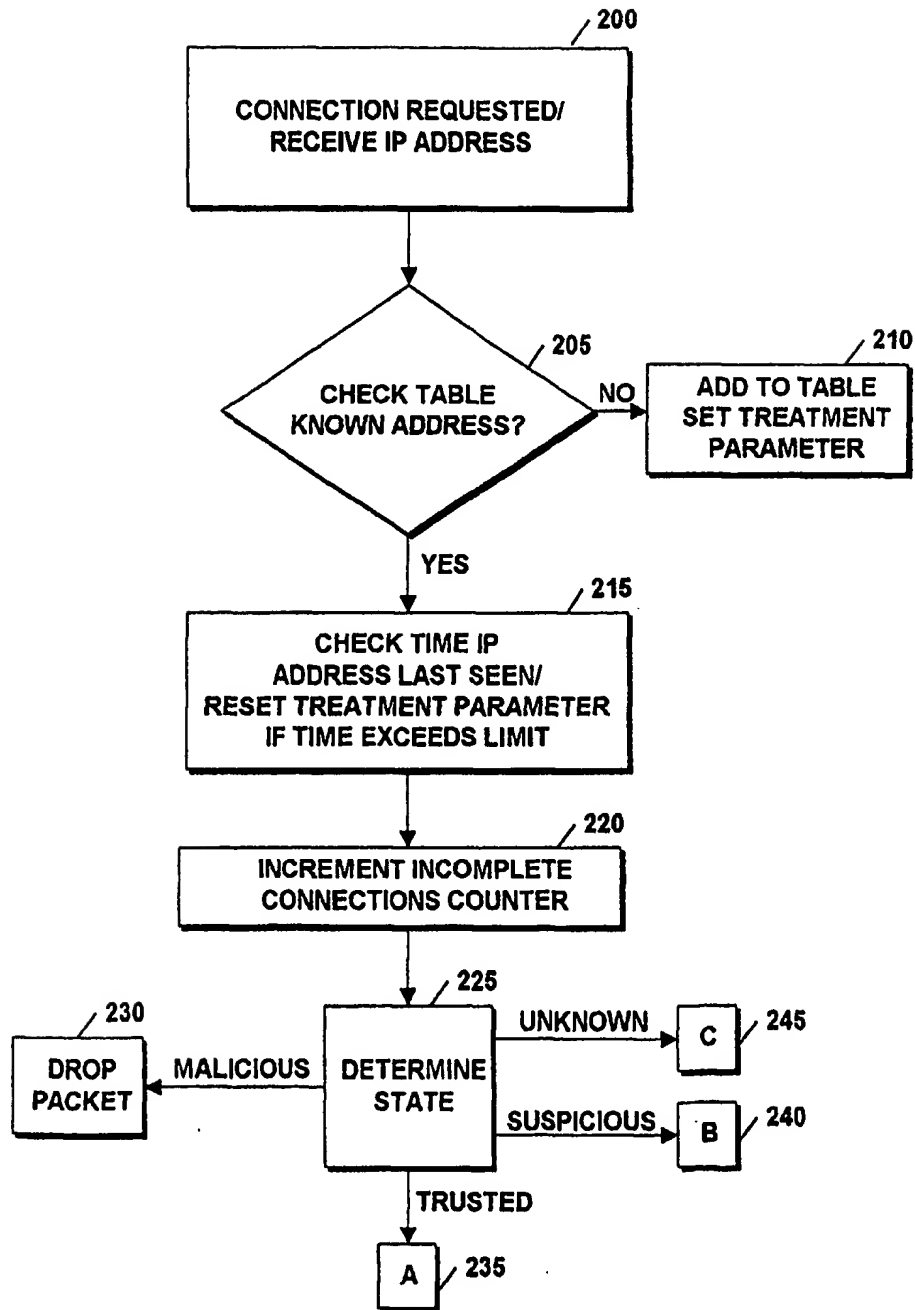 200
CONNECTION REQUESTED/
RECEIVE IP ADDRESS
205
CHECK TABLE
KNOWN ADDRESS?
NO
210
ADD TO TABLE
SET TREATMENT
PARAMETER
YES
215
CHECK TIME IP
ADDRESS LAST SEEN/
RESET TREATMENT PARAMETER
IF TIME EXCEEDS LIMIT
220
INCREMENT INCOMPLETE
CONNECTIONS COUNTER
225
DETERMINE
STATE
230
DROP
PACKET
MALICIOUS
UNKNOWN
C
245
SUSPICIOUS
B
240
TRUSTED
A
235